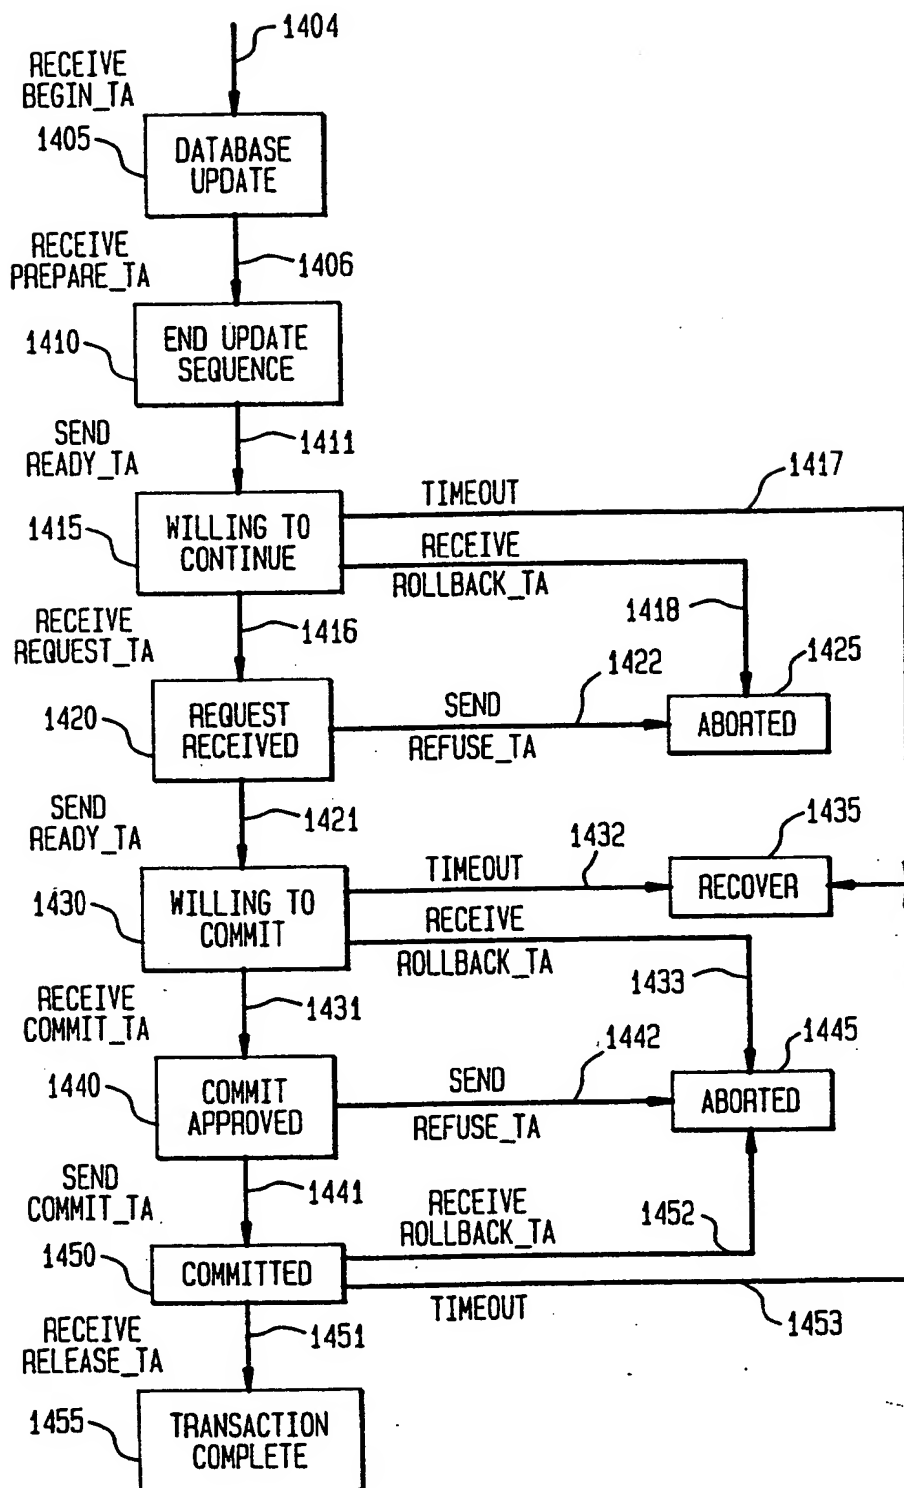 1404
RECEIVE
BEGIN_TA
1405
DATABASE
UPDATE
RECEIVE
PREPARE_TA
1406
1410
END UPDATE
SEQUENCE
SEND
READY_TA
1411
1417
TIMEOUT
1415
WILLING TO
CONTINUE
RECEIVE
ROLLBACK_TA
1418
RECEIVE
REQUEST_TA
1416
1422
1425
1420
REQUEST
RECEIVED
SEND
REFUSE_TA
ABORTED
SEND
READY_TA
1421
1432
1435
TIMEOUT
RECOVER
1430
WILLING TO
COMMIT
RECEIVE
ROLLBACK_TA
1433
RECEIVE
COMMIT_TA
1431
1442
1445
1440
COMMIT
APPROVED
SEND
REFUSE_TA
ABORTED
SEND
COMMIT_TA
1441
RECEIVE
ROLLBACK_TA
1452
1450
COMMITTED
TIMEOUT
1453
RECEIVE
RELEASE_TA
1451
1455
TRANSACTION
COMPLETE